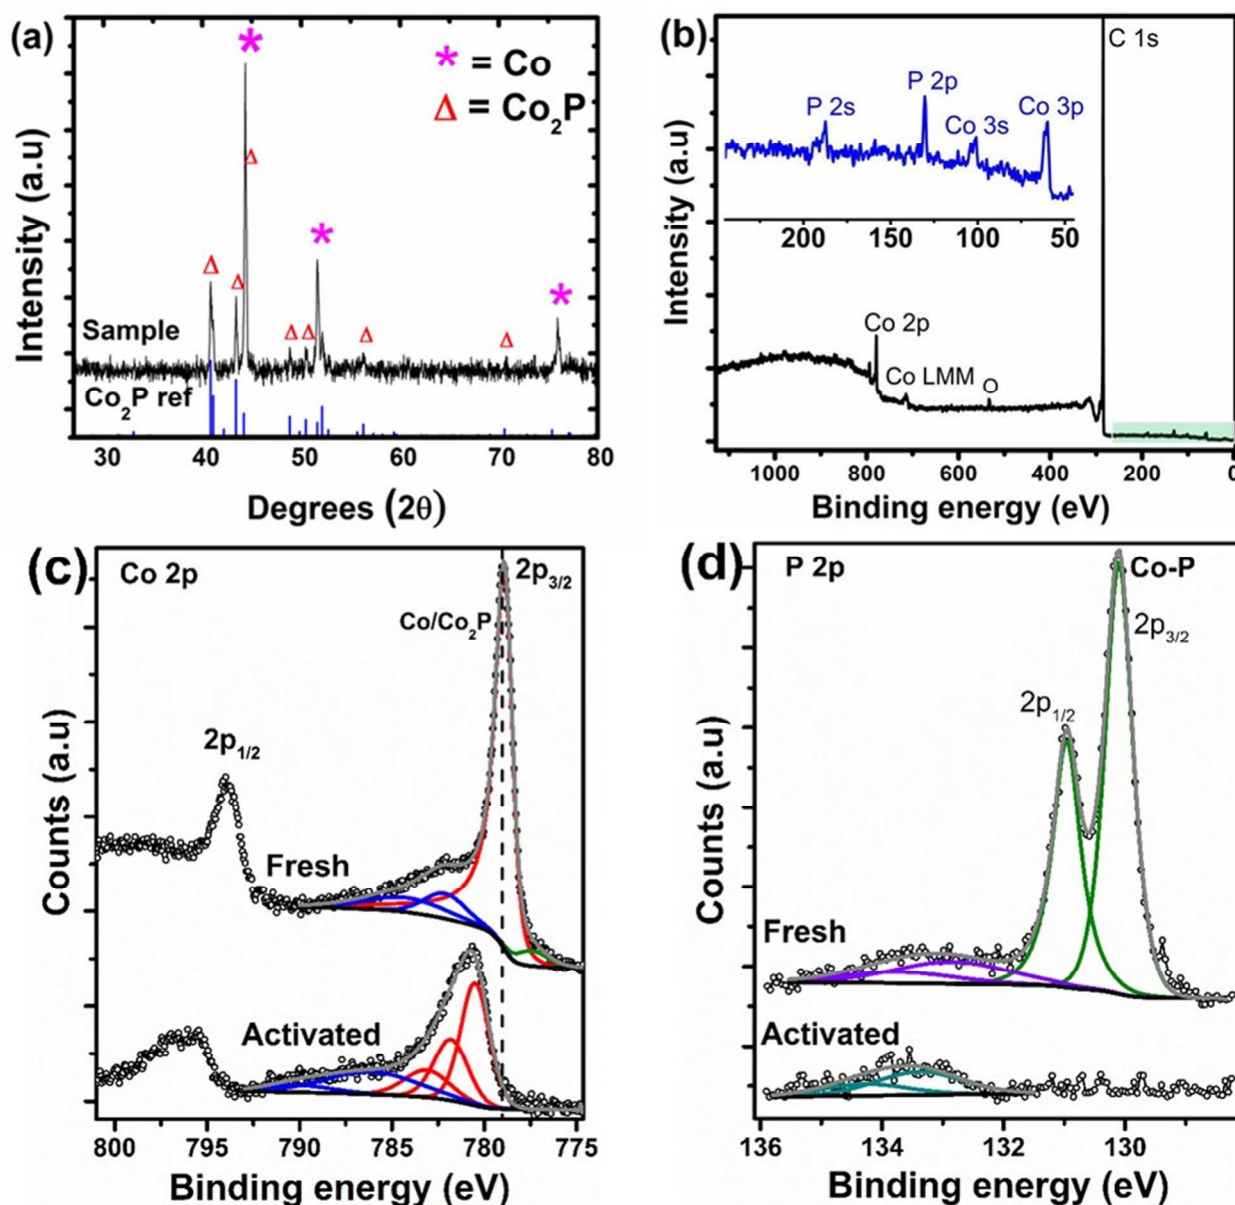 (a)
* = Co
Δ = Co₂P
Intensity (a.u)
Sample
Co₂P ref
30 40 50 60 70 80
Degrees (2θ)
(b)
C 1s
P 2s
P 2p
Co 3s
Co 3p
200 150 100 50
Intensity (a.u)
Co 2p
Co LMM
O
1000 800 600 400 200 0
Binding energy (eV)
(c)
Co 2p
2p₃/₂
Co/Co₂P
2p₁/₂
Fresh
Activated
Counts (a.u)
800 795 790 785 780 775
Binding energy (eV)
(d)
P 2p
Co-P
2p₃/₂
2p₁/₂
Fresh
Activated
Counts (a.u)
136 134 132 130
Binding energy (eV)